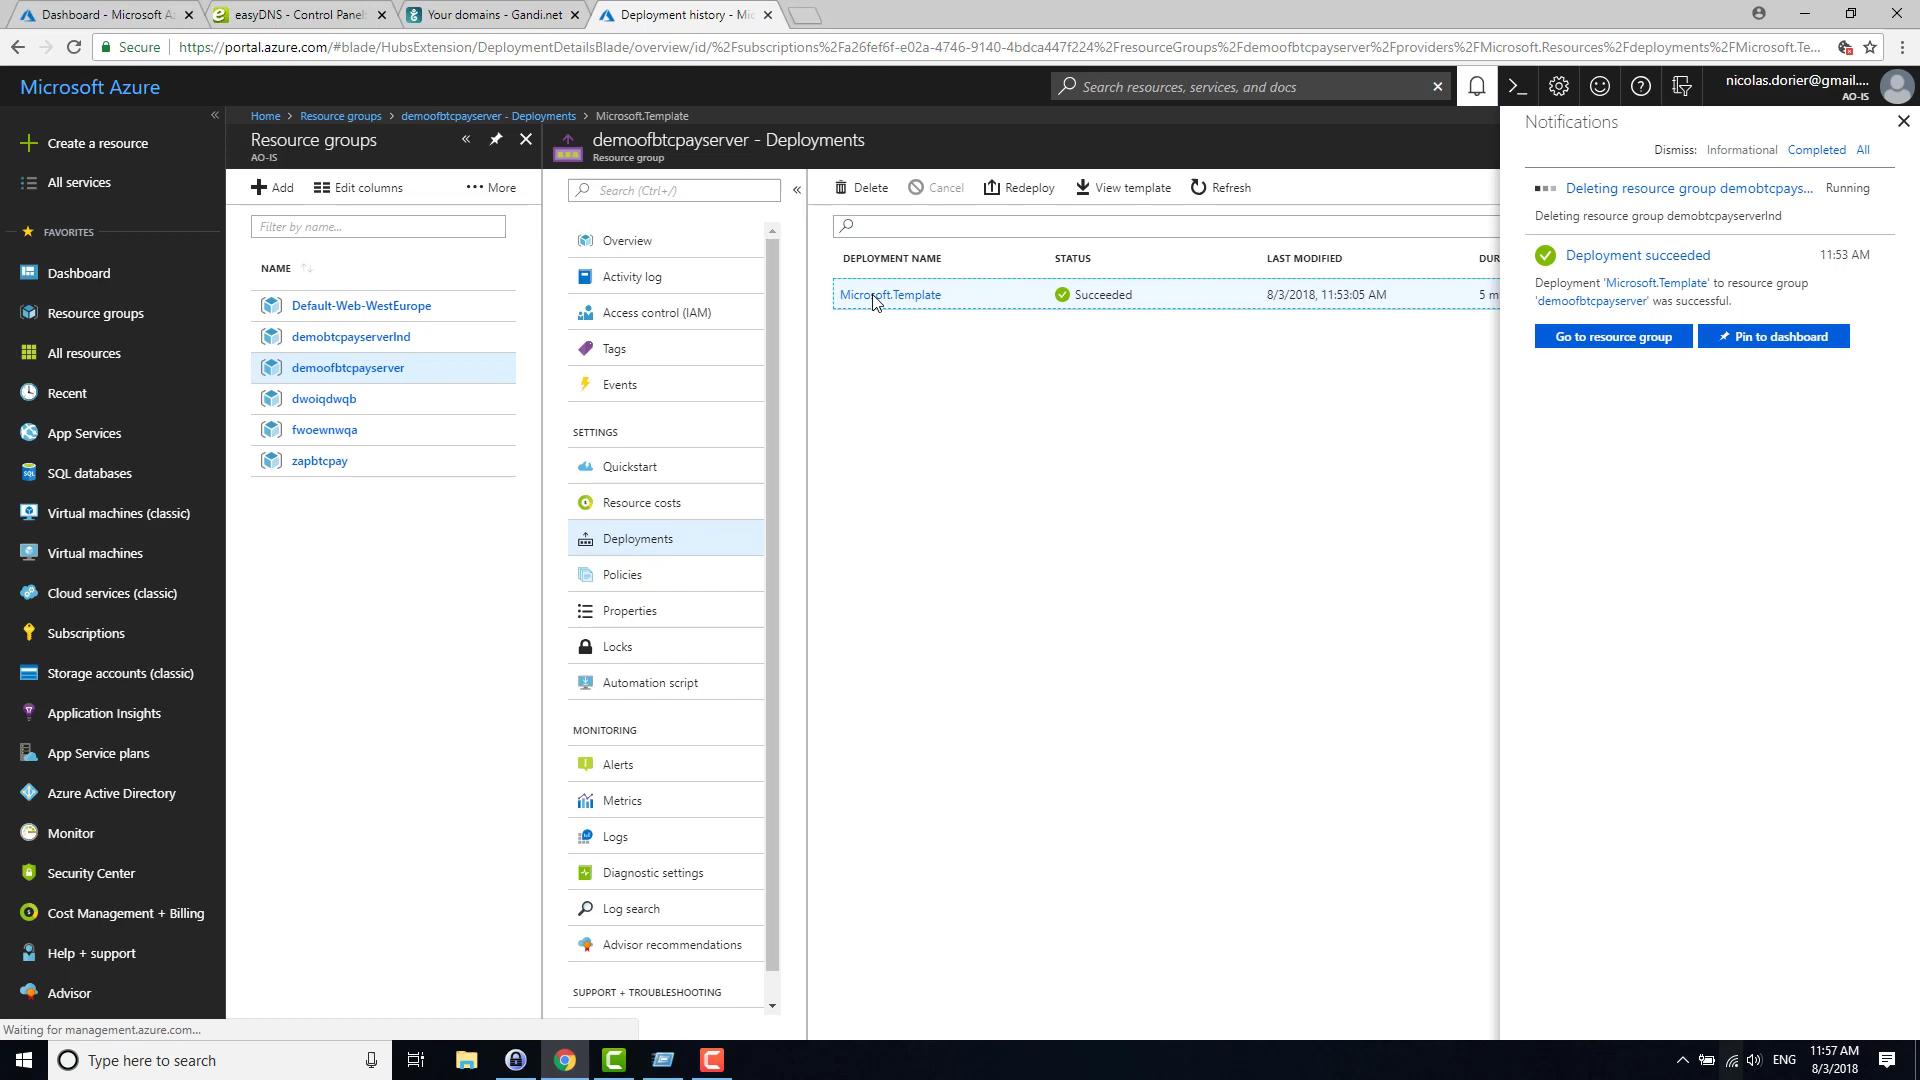 Dashboard - Microsoft A
easyDNS - Control Panel
Your domains - Gandi.net
Deployment history - Mic
Secure
https://portal.azure.com/#blade/HubsExtension/DeploymentDetailsBlade/overview/id/%2Fsubscriptions%2Fa26fef6f-e02a-4746-9140-4bdca447f224%2FresourceGroups%2Fdemoofbtcpayserver%2Fproviders%2FMicrosoft.Resources%2Fdeployments%2FMicrosoft.Te...
Microsoft Azure
Search resources, services, and docs
nicolas.dorier@gmail....
AO-IS
Create a resource
All services
FAVORITES
Dashboard
Resource groups
All resources
Recent
App Services
SQL databases
Virtual machines (classic)
Virtual machines
Cloud services (classic)
Subscriptions
Storage accounts (classic)
Application Insights
App Service plans
Azure Active Directory
Monitor
Security Center
Cost Management + Billing
Help + support
Advisor
Home > Resource groups > demoofbtcpayserver - Deployments > Microsoft.Template
Resource groups
AO-IS
Add
Edit columns
More
Filter by name...
NAME
Default-Web-WestEurope
demobtcpayserverInd
demoofbtcpayserver
dwoiqdwqb
fwoewnwqa
zapbtcpay
demoofbtcpayserver - Deployments
Resource group
Search (Ctrl+/)
Overview
Activity log
Access control (IAM)
Tags
Events
SETTINGS
Quickstart
Resource costs
Deployments
Policies
Properties
Locks
Automation script
MONITORING
Alerts
Metrics
Logs
Diagnostic settings
Log search
Advisor recommendations
SUPPORT + TROUBLESHOOTING
Delete
Cancel
Redeploy
View template
Refresh
DEPLOYMENT NAME
STATUS
LAST MODIFIED
DUR
Microsoft.Template
Succeeded
8/3/2018, 11:53:05 AM
5 m
Notifications
Dismiss: Informational Completed All
Deleting resource group demobtcpays...
Running
Deleting resource group demobtcpayserverInd
Deployment succeeded
11:53 AM
Deployment 'Microsoft.Template' to resource group
'demoofbtcpayserver' was successful.
Go to resource group
Pin to dashboard
Waiting for management.azure.com...
Type here to search
ENG
11:57 AM
8/3/2018